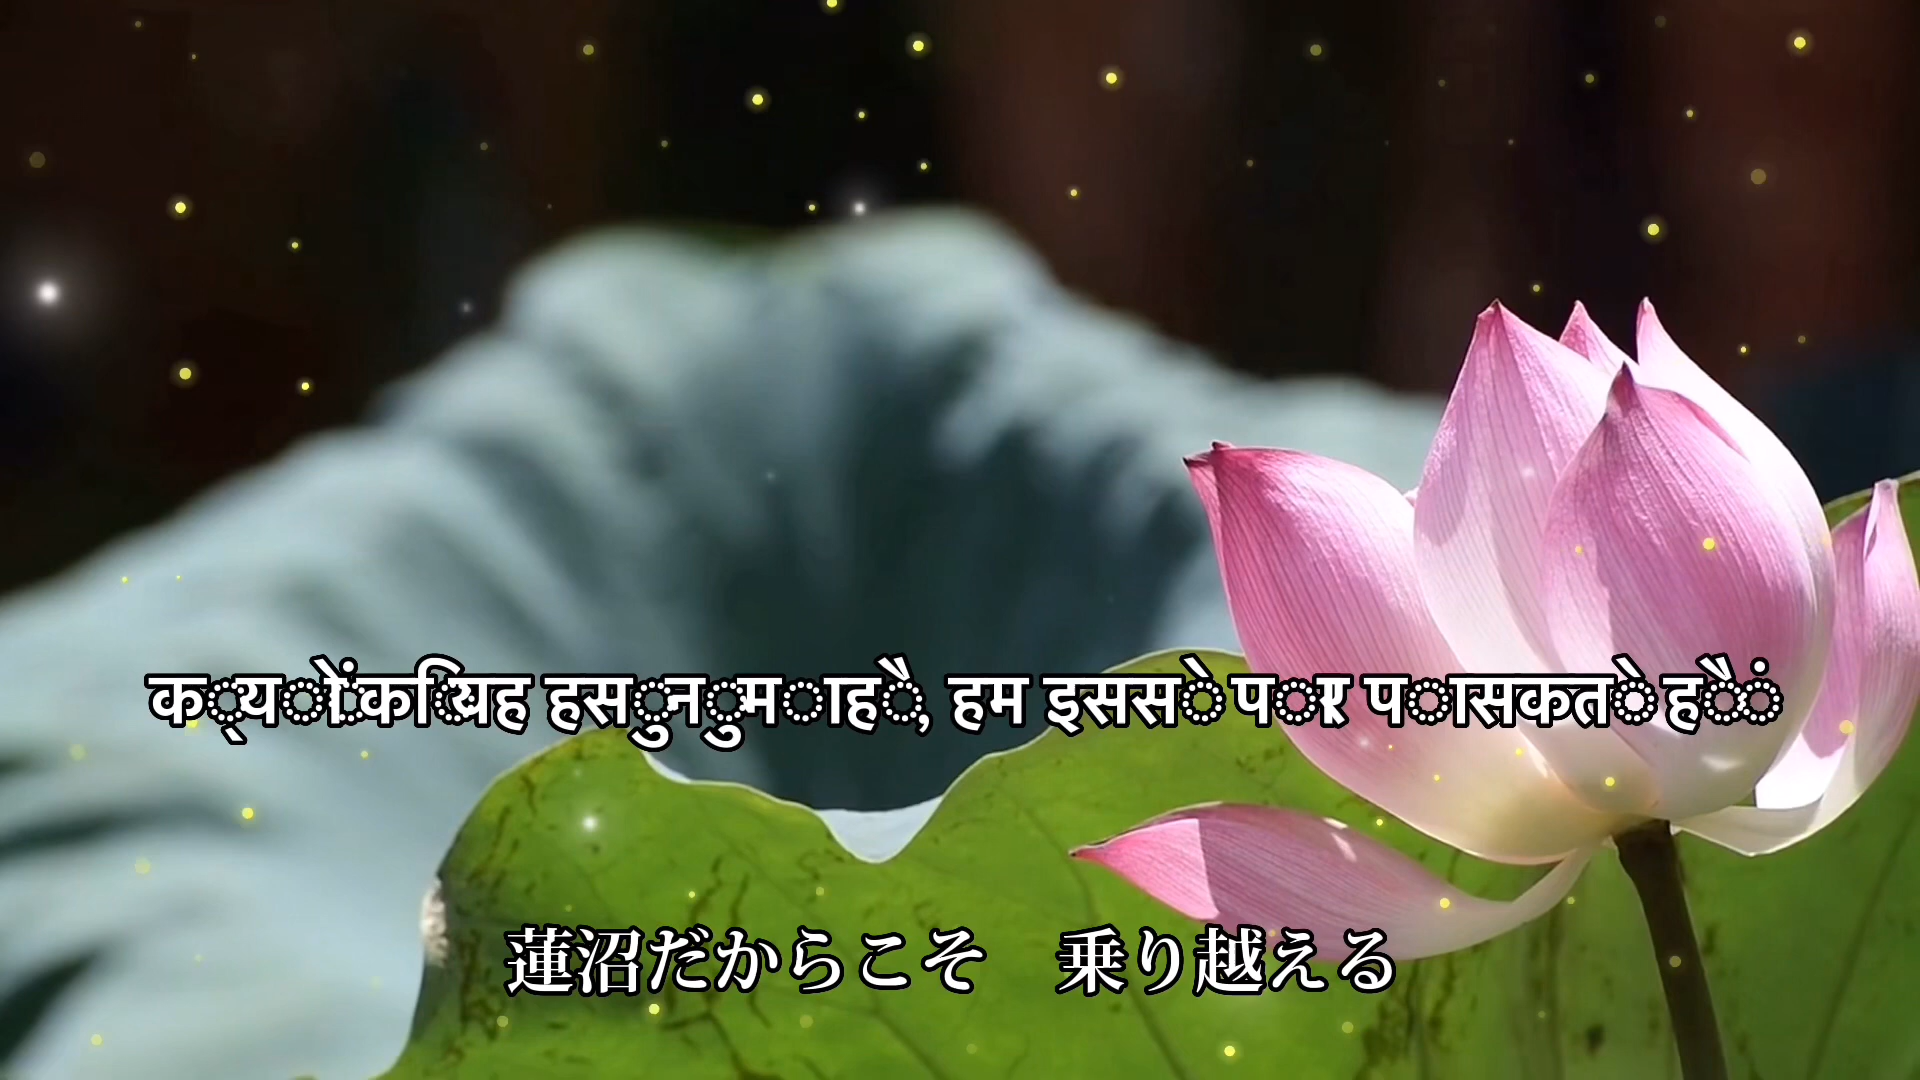 क्योंकि यह हसुनुमा है, हम इससे पार पा सकते हैं
蓮沼だからこそ　乗り越える